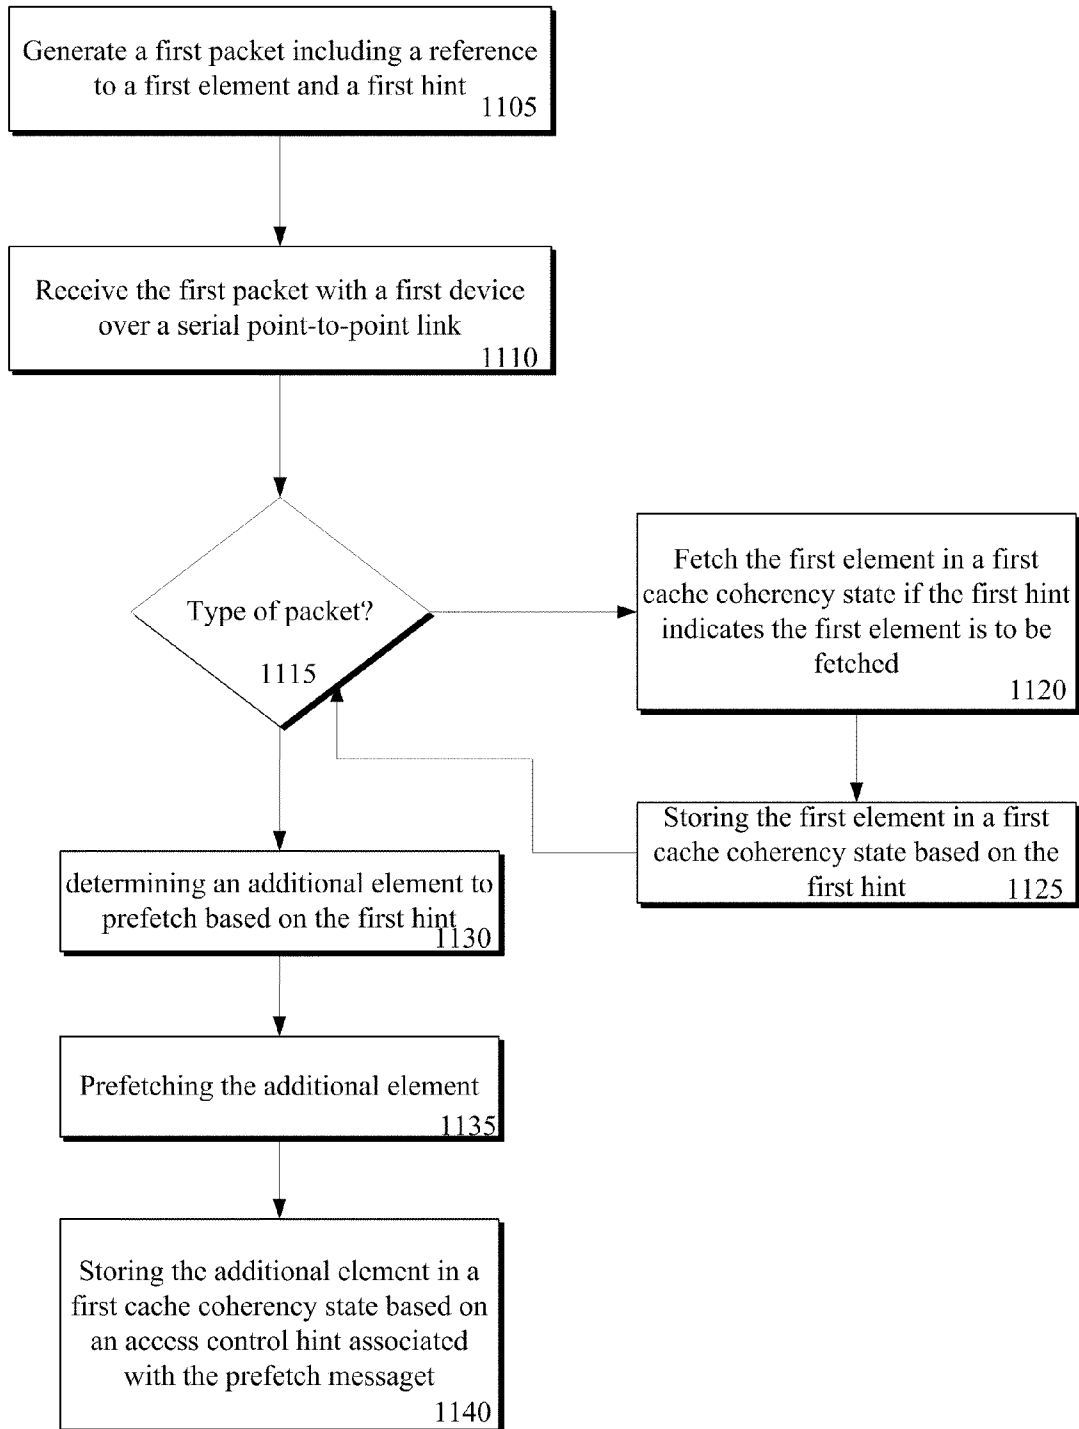 Generate a first packet including a reference
to a first element and a first hint
1105
Receive the first packet with a first device
over a serial point-to-point link
1110
Type of packet?
1115
Fetch the first element in a first
cache coherency state if the first hint
indicates the first element is to be
fetched
1120
Storing the first element in a first
cache coherency state based on the
first hint
1125
determining an additional element to
prefetch based on the first hint
1130
Prefetching the additional element
1135
Storing the additional element in a
first cache coherency state based on
an access control hint associated
with the prefetch messaget
1140